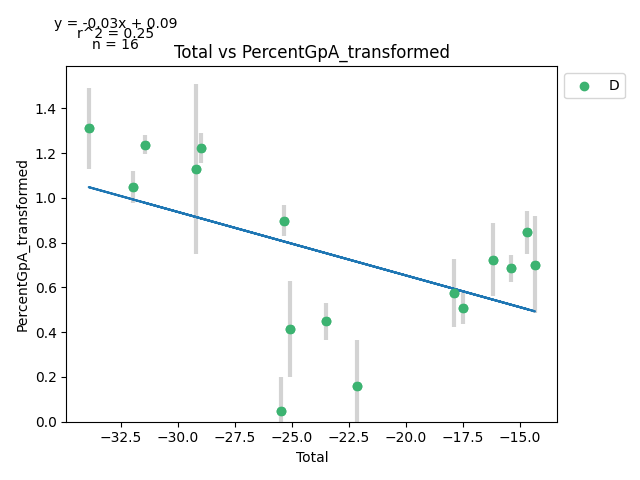 y = -0.03x + 0.09
r^2 = 0.25
n = 16
Total vs PercentGpA_transformed
D
PercentGpA_transformed
1.4
1.2
1.0
0.8
0.6
0.4
0.2
0.0
−32.5 −30.0 −27.5 −25.0 −22.5 −20.0 −17.5 −15.0
Total